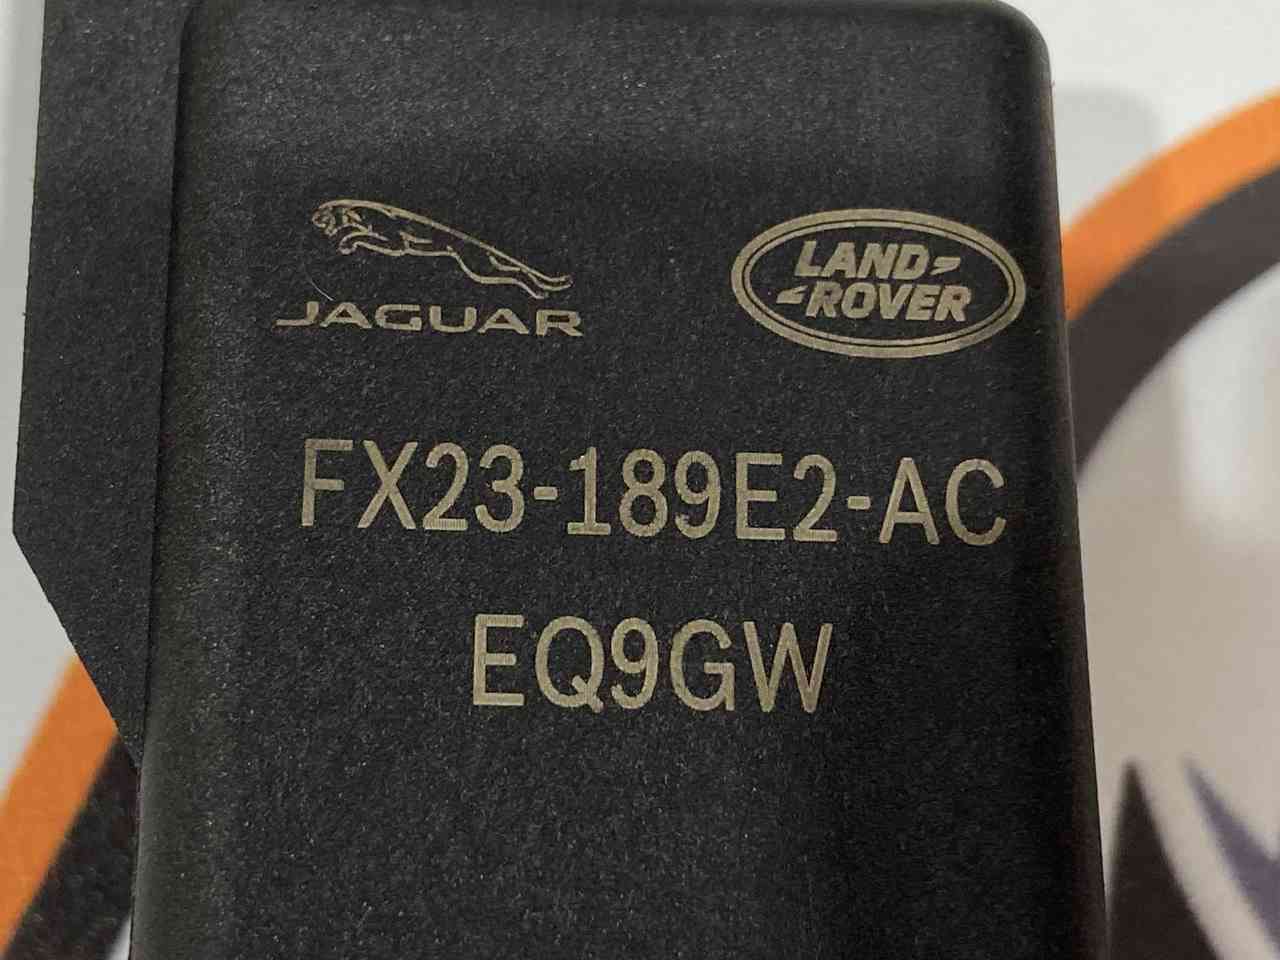 JAGUAR
LAND-
-ROVER
FX23-189E2-AC
EQ9GW